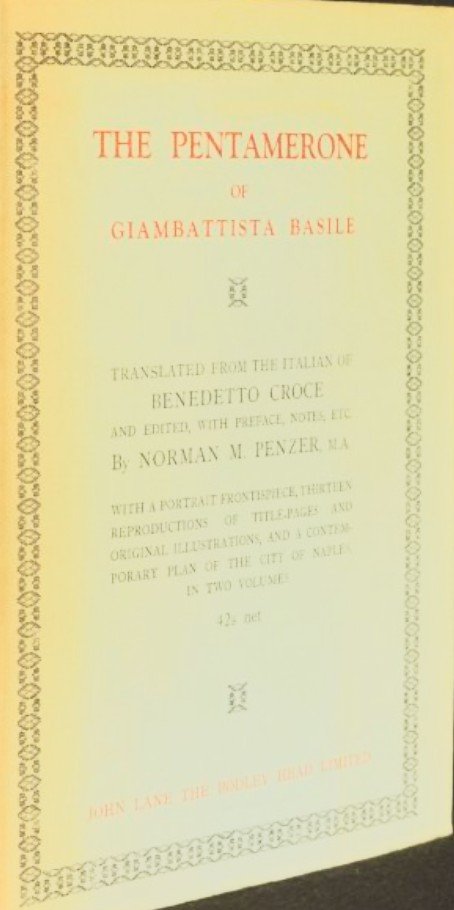 THE PENTAMERONE
OF
GIAMBATTISTA BASILE
TRANSLATED FROM THE ITALIAN OF
BENEDETTO CROCE
AND EDITED, WITH PREFACE, NOTES, ETC.
By NORMAN M. PENZER, M.A.
WITH A PORTRAIT FRONTISPIECE, THIRTEEN
REPRODUCTIONS OF TITLE-PAGES AND
ORIGINAL ILLUSTRATIONS, AND A CONTEM-
PORARY PLAN OF THE CITY OF NAPLES
IN TWO VOLUMES
42s. net
JOHN LANE THE BODLEY HEAD LIMITED